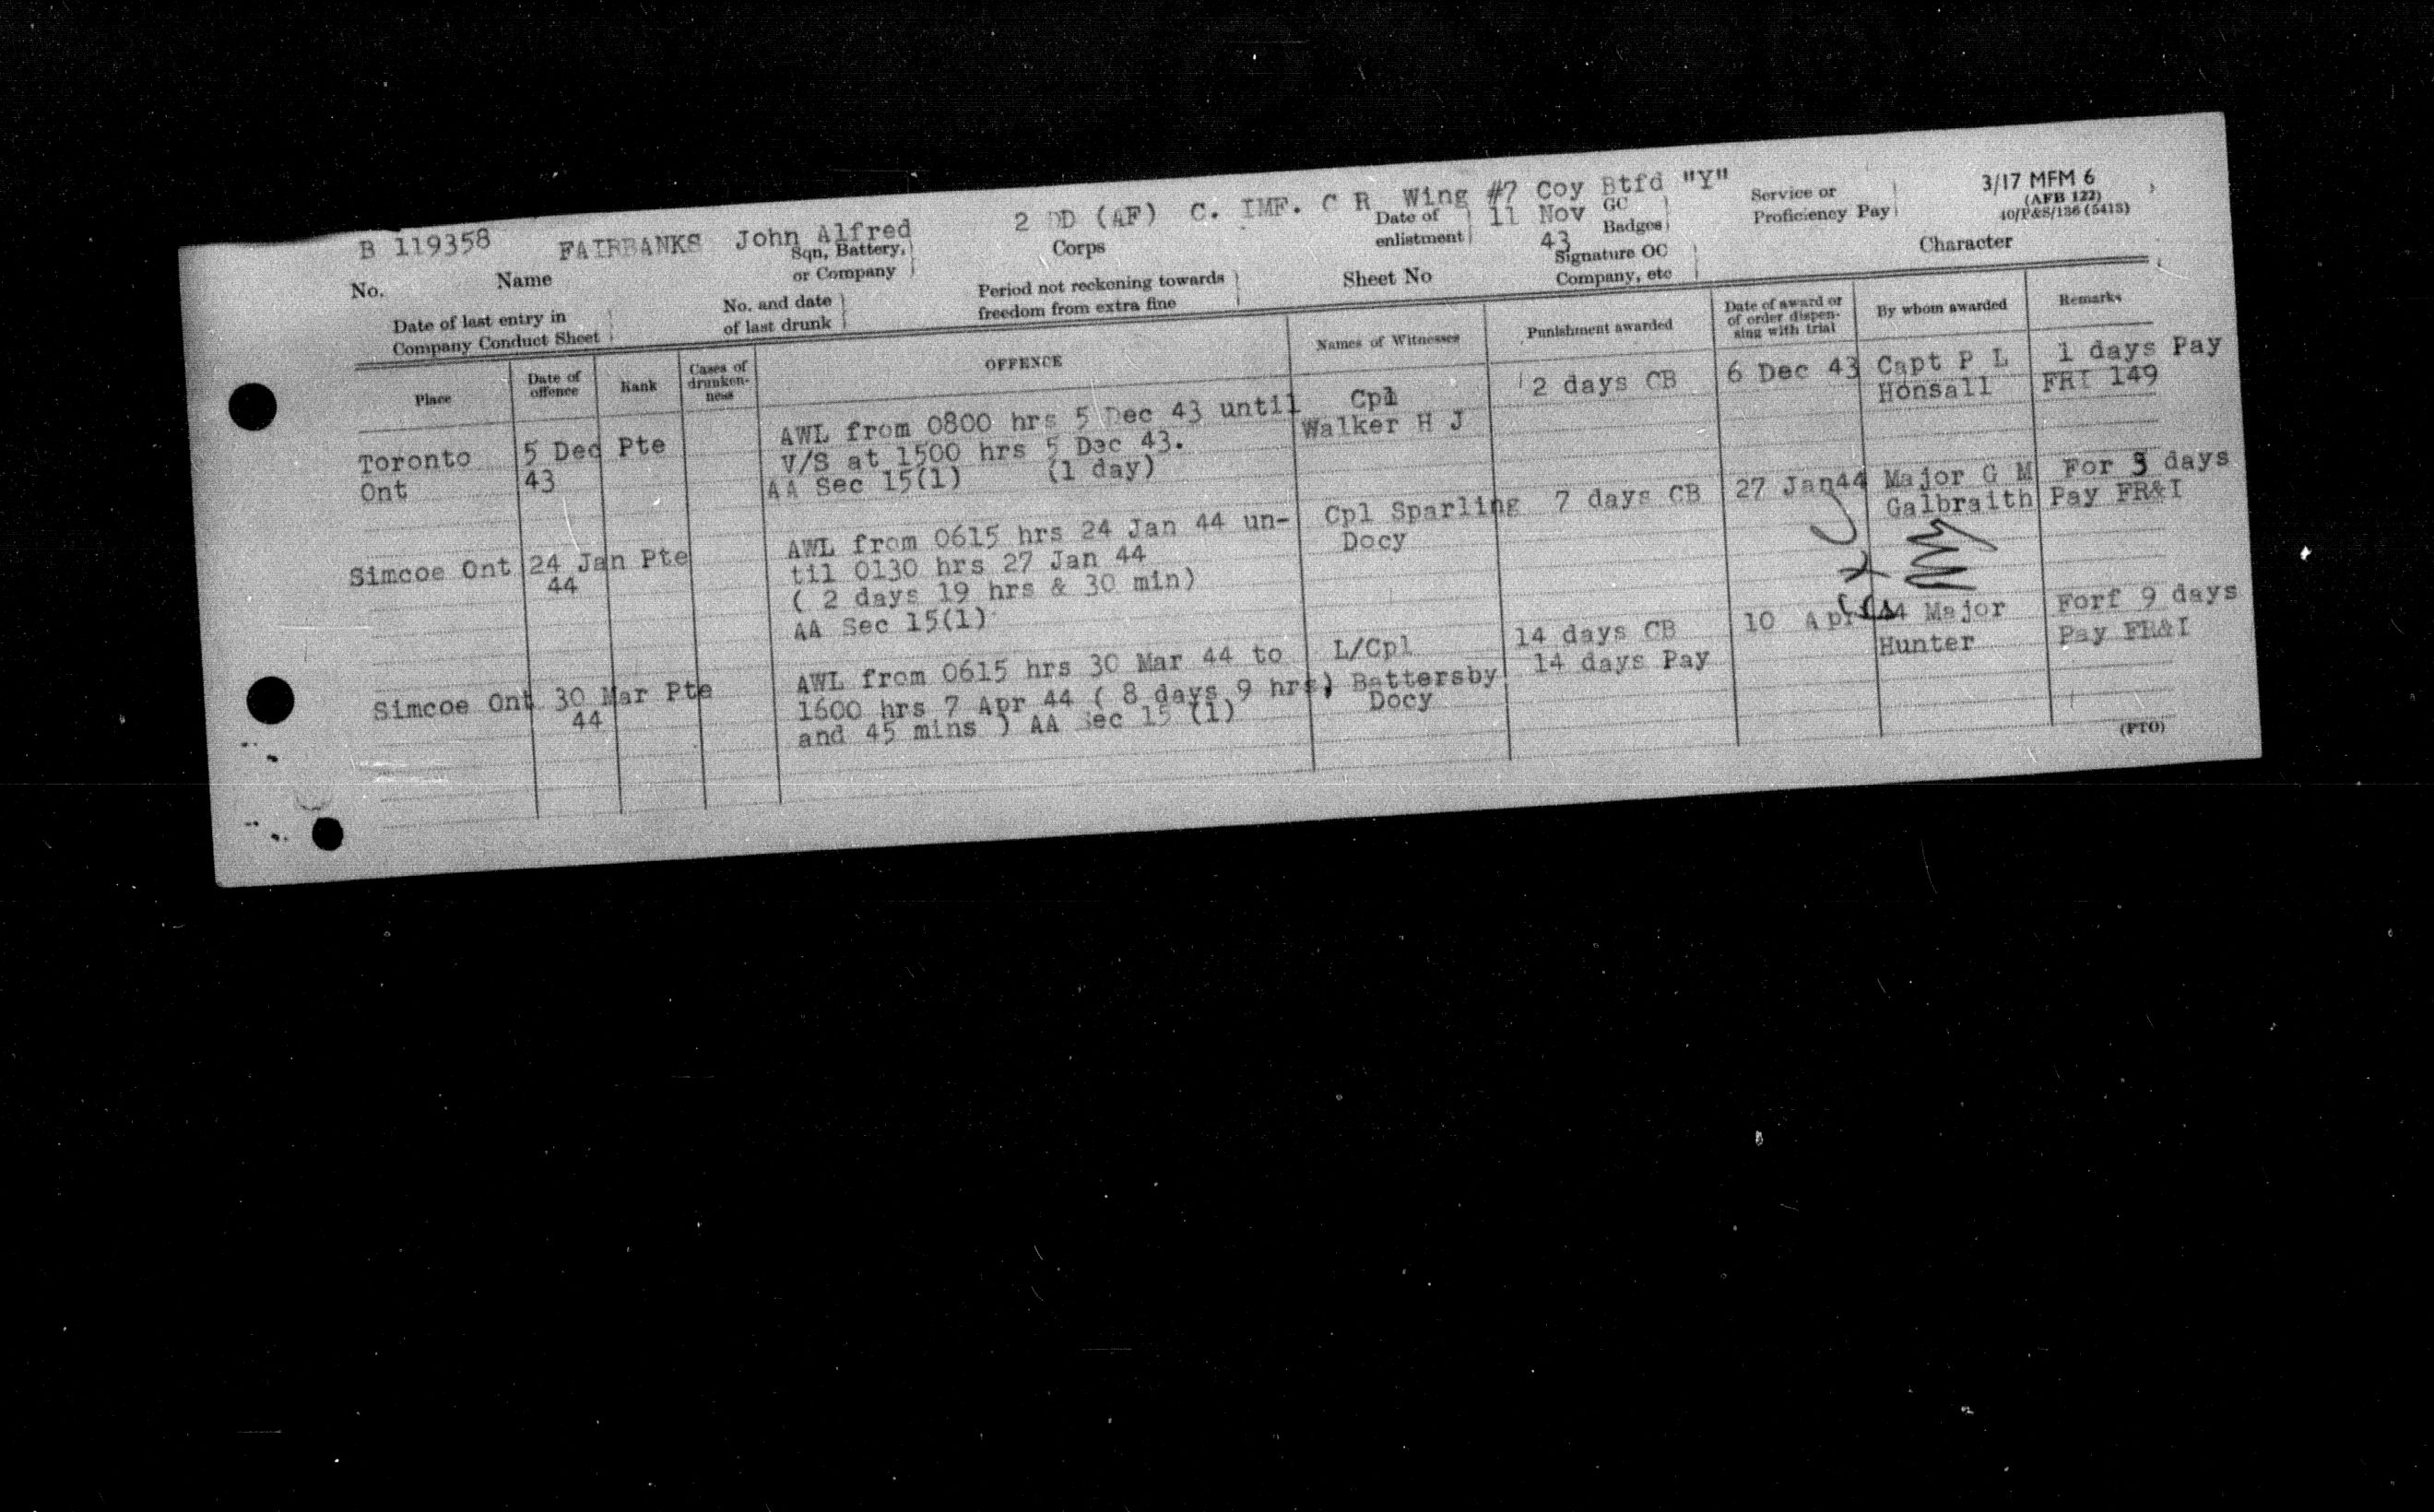 3/17 MFM 6
(AFB 122)
40/P&S/136 (5413)
B 119358 FAIRBANKS John Alfred 2 DD (AF) C. IMF. C R Wing #7 Coy Btfd "Y"
No. Name Sqn, Battery, or Company Corps Date of enlistment 11 Nov 43 GC Badges Service or Proficiency Pay
Date of last entry in Company Conduct Sheet No. and date of last drunk Period not reckoning towards freedom from extra fine Sheet No Signature OC Company, etc Character
Place Date of offence Rank Cases of drunken-ness OFFENCE Names of Witnesses Punishment awarded Date of award or of order dispen-sing with trial By whom awarded Remarks
Toronto 5 Dec Pte AWL from 0800 hrs 5 Dec 43 until Cpl 2 days CB 6 Dec 43 Capt P L 1 days Pay
Ont 43 V/S at 1500 hrs 5 Dec 43. Walker H J Honsall FRI 149
AA Sec 15(1) (1 day)
Simcoe Ont 24 Jan Pte AWL from 0615 hrs 24 Jan 44 un- Cpl Sparling 7 days CB 27 Jan44 Major G M For 3 days
44 til 0130 hrs 27 Jan 44 Docy Galbraith Pay FR&I
( 2 days 19 hrs & 30 min)
AA Sec 15(1)
Simcoe Ont 30 Mar Pte AWL from 0615 hrs 30 Mar 44 to L/Cpl 14 days CB 10 Apr 44 Major Forf 9 days
44 1600 hrs 7 Apr 44 ( 8 days 9 hrs) Battersby 14 days Pay Hunter Pay FR&I
and 45 mins ) AA Sec 15 (1) Docy
(PTO)